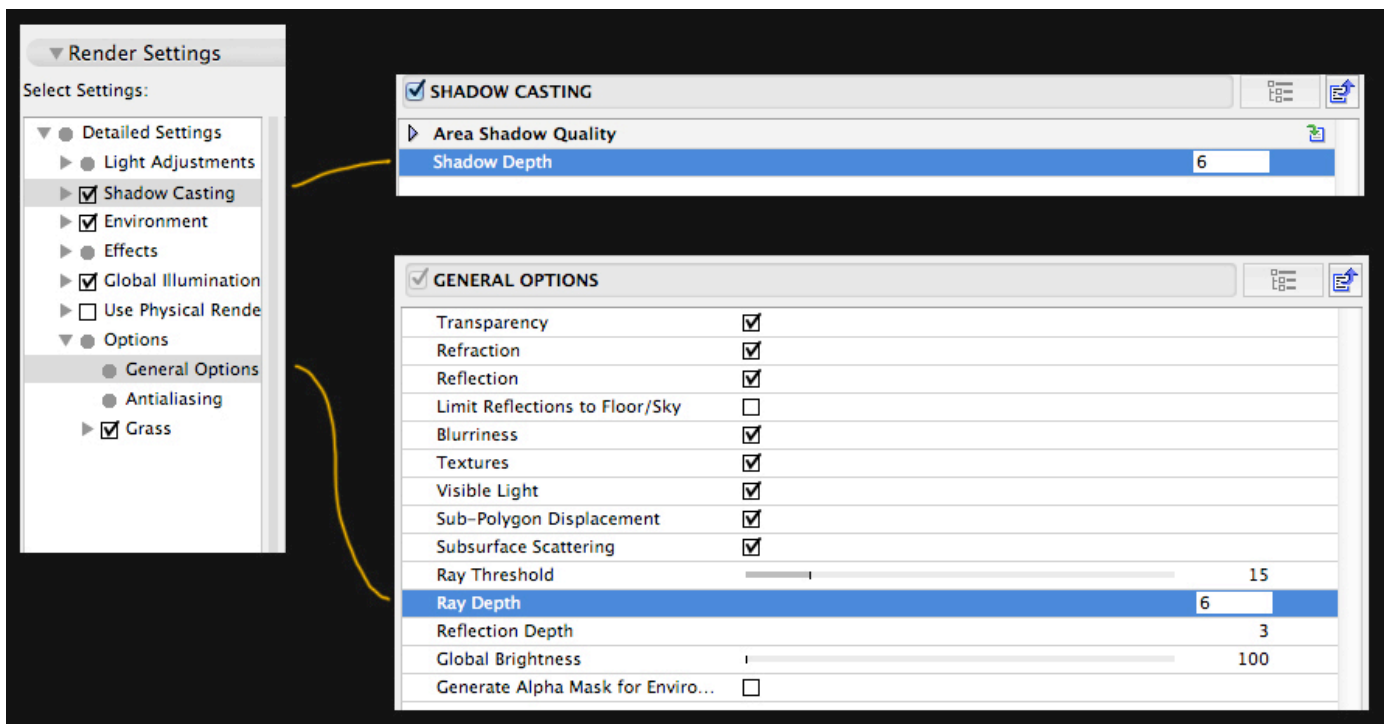 Render Settings
Select Settings:
Detailed Settings
Light Adjustments
Shadow Casting
Environment
Effects
Global Illumination
Use Physical Rende
Options
General Options
Antialiasing
Grass
SHADOW CASTING
Area Shadow Quality
Shadow Depth 6
GENERAL OPTIONS
Transparency
Refraction
Reflection
Limit Reflections to Floor/Sky
Blurriness
Textures
Visible Light
Sub-Polygon Displacement
Subsurface Scattering
Ray Threshold 15
Ray Depth 6
Reflection Depth 3
Global Brightness 100
Generate Alpha Mask for Enviro...